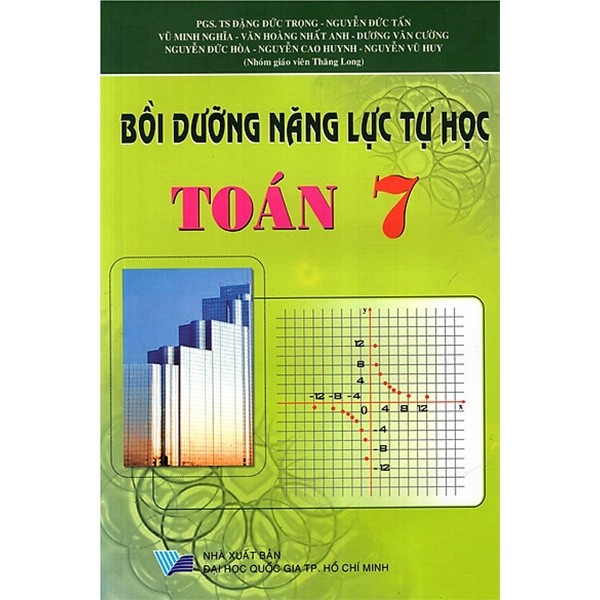 PGS. TS ĐẶNG ĐỨC TRỌNG - NGUYỄN ĐỨC TẤN
VŨ MINH NGHĨA - VĂN HOÀNG NHẤT ANH - DƯƠNG VĂN CƯỜNG
NGUYỄN ĐỨC HÒA - NGUYỄN CAO HUYNH - NGUYỄN VŨ HUY
(Nhóm giáo viên Thăng Long)
BỒI DƯỠNG NĂNG LỰC TỰ HỌC
TOÁN 7
y
12
8
4
-12 -8 -4
0 4 8 12 x
-4
-8
-12
NHÀ XUẤT BẢN
ĐẠI HỌC QUỐC GIA TP. HỒ CHÍ MINH